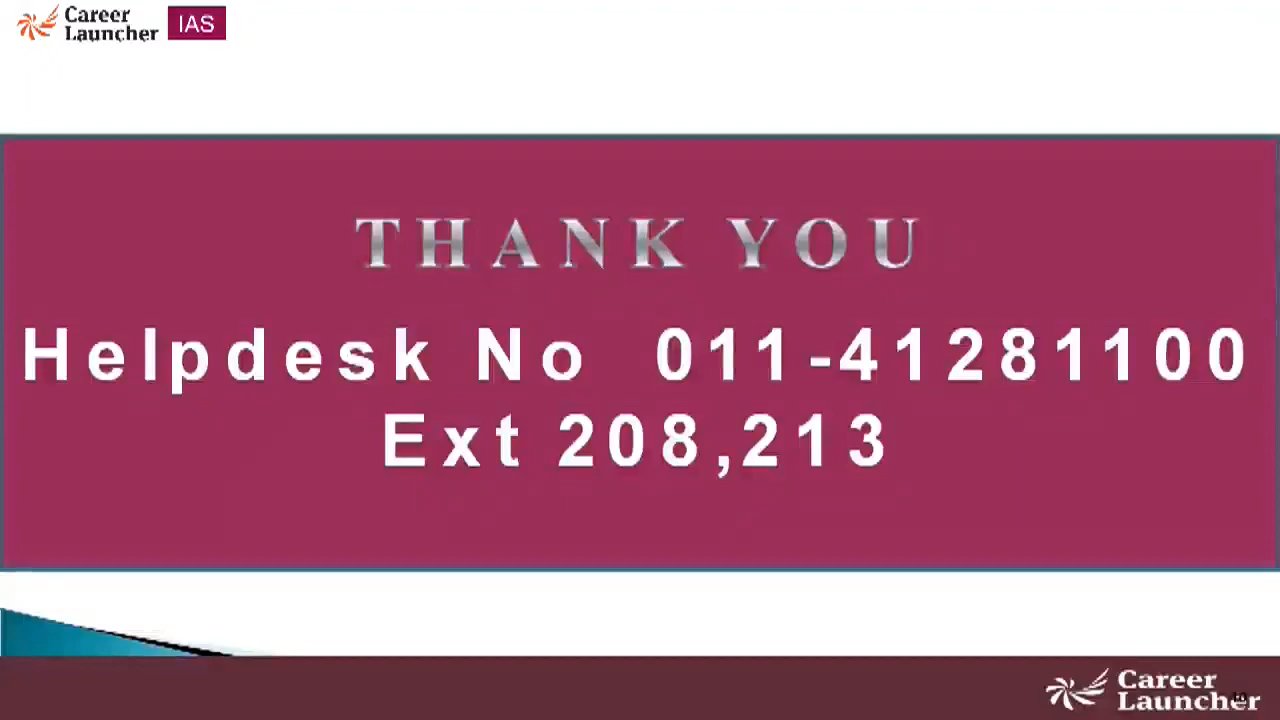 Career
Launcher
IAS
THANK YOU
Helpdesk No 011-41281100
Ext 208,213
Career
Launcher